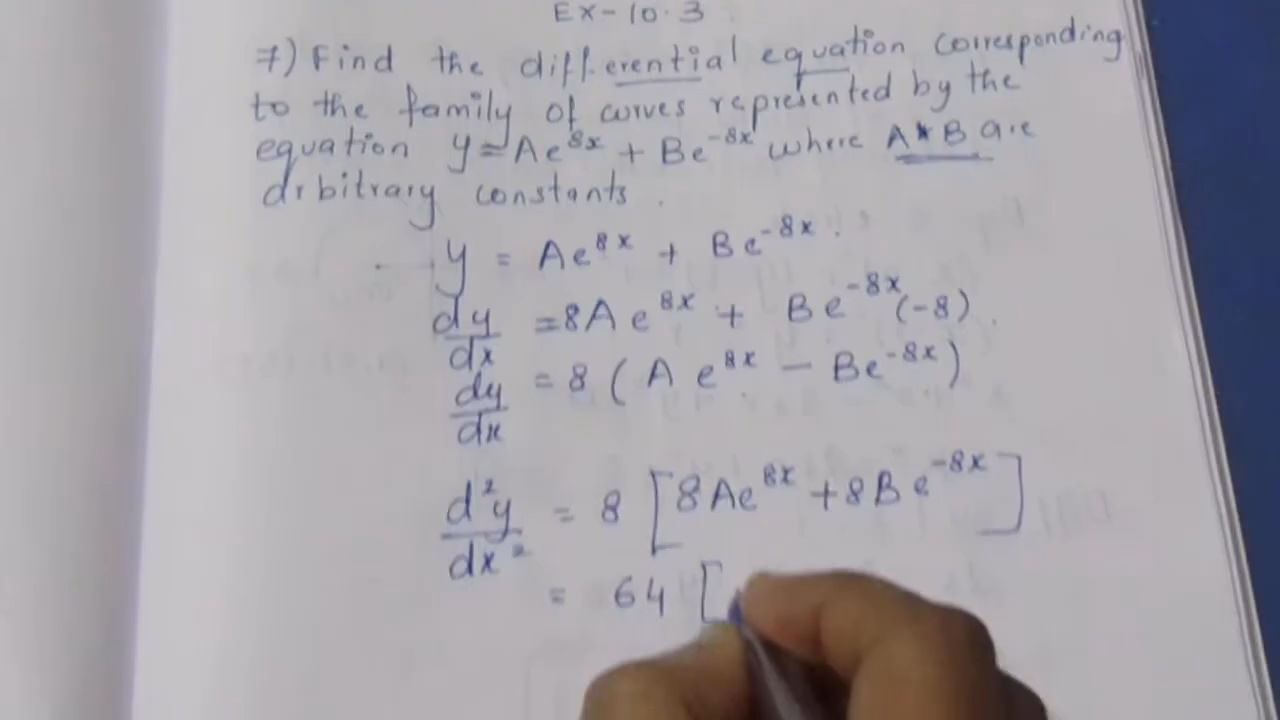 Ex-10.3
7) Find the differential equation corresponding
to the family of curves represented by the
equation y = Ae^{8x} + Be^{-8x} where A & B are
arbitrary constants.
y = Ae^{8x} + Be^{-8x}.
dy/dx = 8Ae^{8x} + Be^{-8x}(-8).
dy/dx = 8(Ae^{8x} - Be^{-8x})
d²y/dx² = 8[8Ae^{8x} + 8Be^{-8x}]
= 64 [